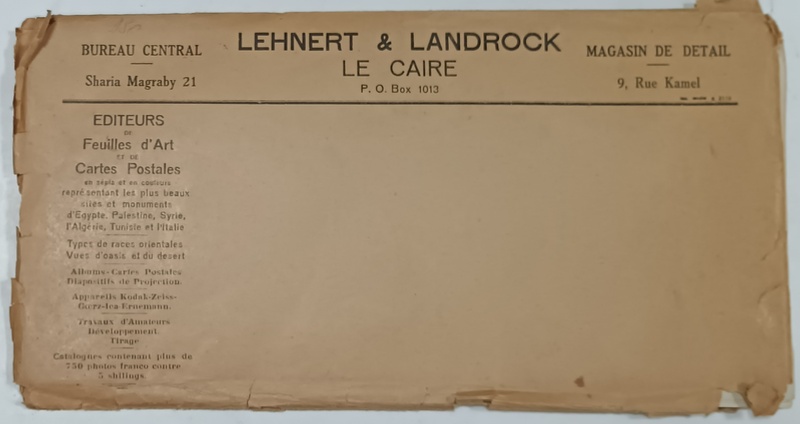 BUREAU CENTRAL
Sharia Magraby 21
LEHNERT & LANDROCK
LE CAIRE
P. O. Box 1013
MAGASIN DE DETAIL
9, Rue Kamel
EDITEURS
DE
Feuilles d'Art
ET DE
Cartes Postales
en sépia et en couleurs
représentant les plus beaux
sites et monuments
d'Egypte, Palestine, Syrie,
l'Algérie, Tunisie et l'Italie
Types de races orientales
Vues d'oasis et du desert
Albums-Cartes Postales
Diapositifs de Projection.
Appareils Kodak-Zeiss-
Goerz-Ica Ernemann.
Travaux d'Amateurs
Développement.
Tirage
Catalogues contenant plus de
750 photos franco contre
5 shillings.